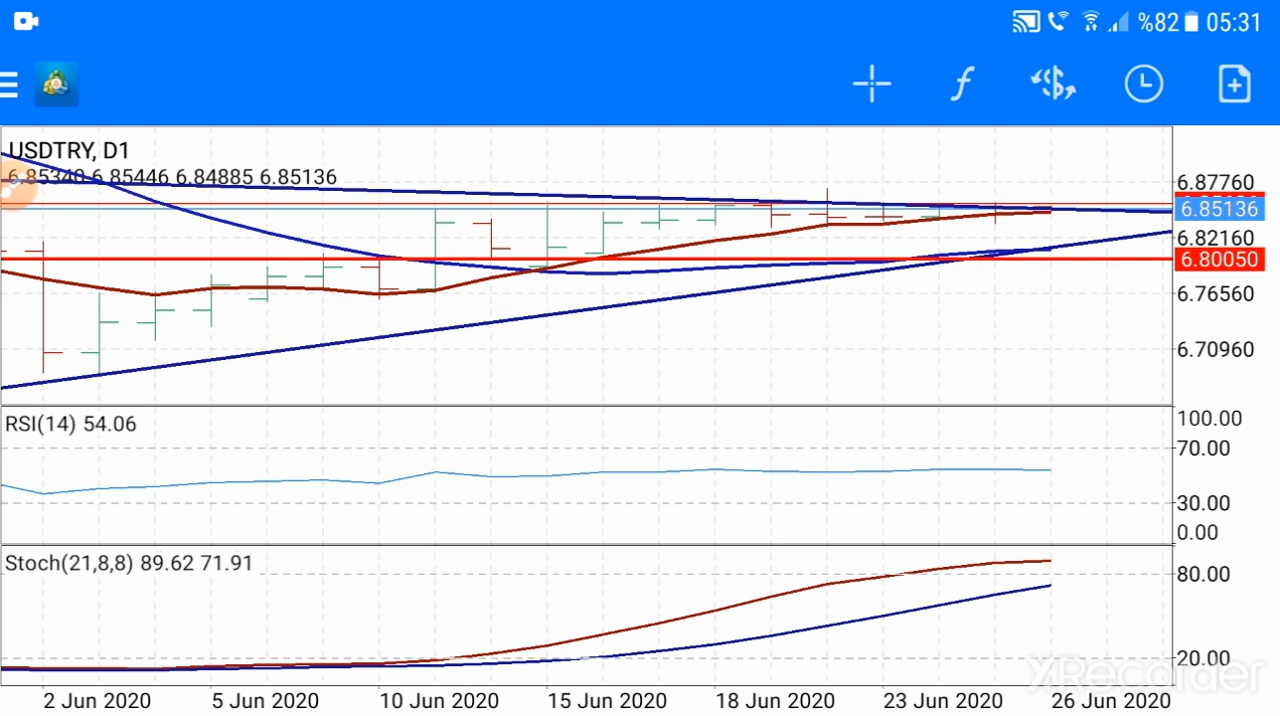 %82 05:31
USDTRY, D1
6.85340 6.85446 6.84885 6.85136
6.87760
6.85136
6.82160
6.80050
6.76560
6.70960
RSI(14) 54.06
100.00
70.00
30.00
0.00
Stoch(21,8,8) 89.62 71.91
80.00
20.00
XRecorder
2 Jun 2020 5 Jun 2020 10 Jun 2020 15 Jun 2020 18 Jun 2020 23 Jun 2020 26 Jun 2020